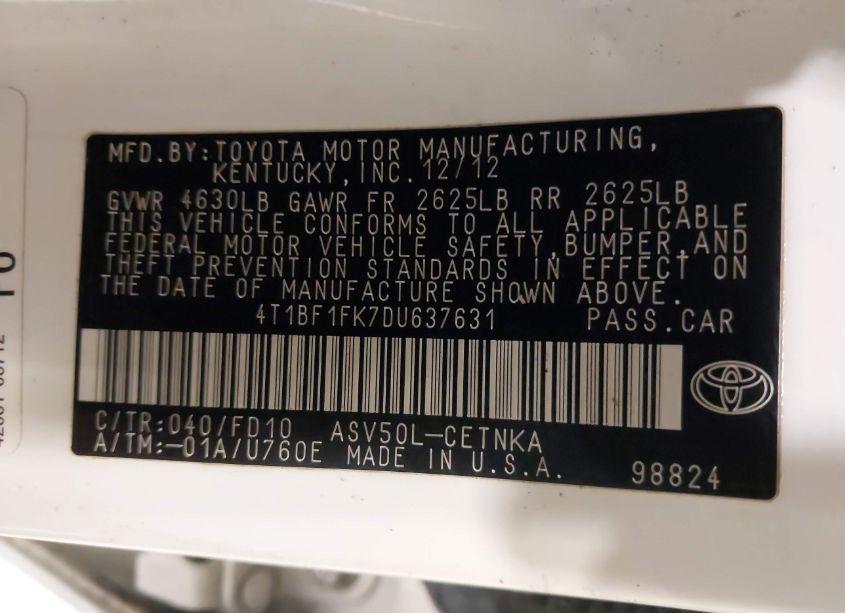 MFD.BY:TOYOTA MOTOR MANUFACTURING,
KENTUCKY,INC.12/12
GVWR 4630LB GAWR FR 2625LB RR 2625LB
THIS VEHICLE CONFORMS TO ALL APPLICABLE
FEDERAL MOTOR VEHICLE SAFETY,BUMPER,AND
THEFT PREVENTION STANDARDS IN EFFECT ON
THE DATE OF MANUFACTURE SHOWN ABOVE.
4T1BF1FK7DU637631 PASS.CAR
C/TR:040/FD10 ASV50L-CETNKA
A/TM:-01A/U760E MADE IN U.S.A.
98824